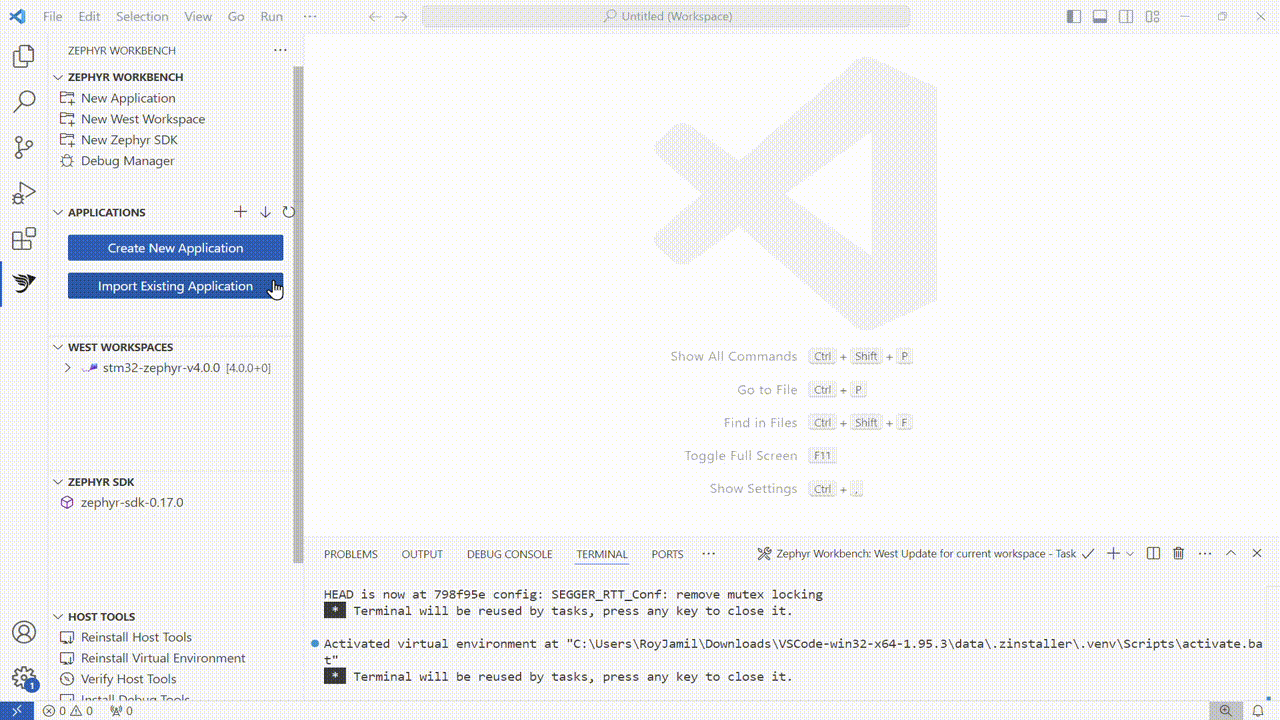 File Edit Selection View Go Run ···
Untitled (Workspace)
ZEPHYR WORKBENCH
ZEPHYR WORKBENCH
New Application
New West Workspace
New Zephyr SDK
Debug Manager
APPLICATIONS
Create New Application
Import Existing Application
WEST WORKSPACES
stm32-zephyr-v4.0.0 [4.0.0+0]
ZEPHYR SDK
zephyr-sdk-0.17.0
HOST TOOLS
Reinstall Host Tools
Reinstall Virtual Environment
Verify Host Tools
Install Debug Tools
Show All Commands Ctrl + Shift + P
Go to File Ctrl + P
Find in Files Ctrl + Shift + F
Toggle Full Screen F11
Show Settings Ctrl + ,
PROBLEMS OUTPUT DEBUG CONSOLE TERMINAL PORTS ··· Zephyr Workbench: West Update for current workspace - Task
HEAD is now at 798f95e config: SEGGER_RTT_Conf: remove mutex locking
* Terminal will be reused by tasks, press any key to close it.
Activated virtual environment at "C:\Users\RoyJamil\Downloads\VSCode-win32-x64-1.95.3\data\.zinstaller\.venv\Scripts\activate.ba
t"
* Terminal will be reused by tasks, press any key to close it.
1
0 0 0